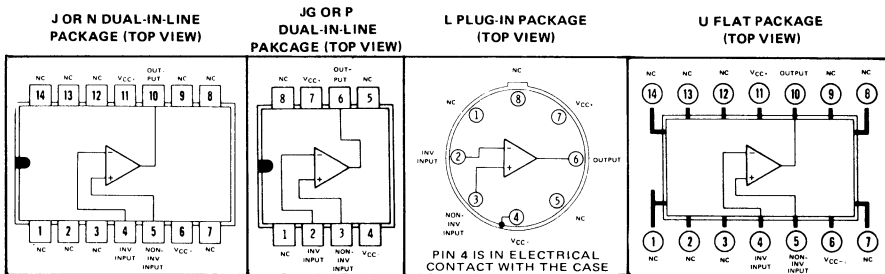 J OR N DUAL-IN-LINE
PACKAGE (TOP VIEW)
NC NC NC VCC+ OUT-PUT NC NC
14 13 12 11 10 9 8
1 2 3 4 5 6 7
NC NC NC INV INPUT NON-INV INPUT VCC- NC
JG OR P
DUAL-IN-LINE
PAKCAGE (TOP VIEW)
NC VCC+ OUT-PUT NC
8 7 6 5
1 2 3 4
NC INV INPUT NON-INV INPUT VCC-
L PLUG-IN PACKAGE
(TOP VIEW)
NC
8
NC VCC+
1 7
INV INPUT 2 6 OUTPUT
3 5
4
NON-INV INPUT NC
VCC-
PIN 4 IS IN ELECTRICAL
CONTACT WITH THE CASE
U FLAT PACKAGE
(TOP VIEW)
NC NC NC VCC+ OUTPUT NC NC
14 13 12 11 10 9 8
1 2 3 4 5 6 7
NC NC NC INV INPUT NON-INV INPUT VCC- NC